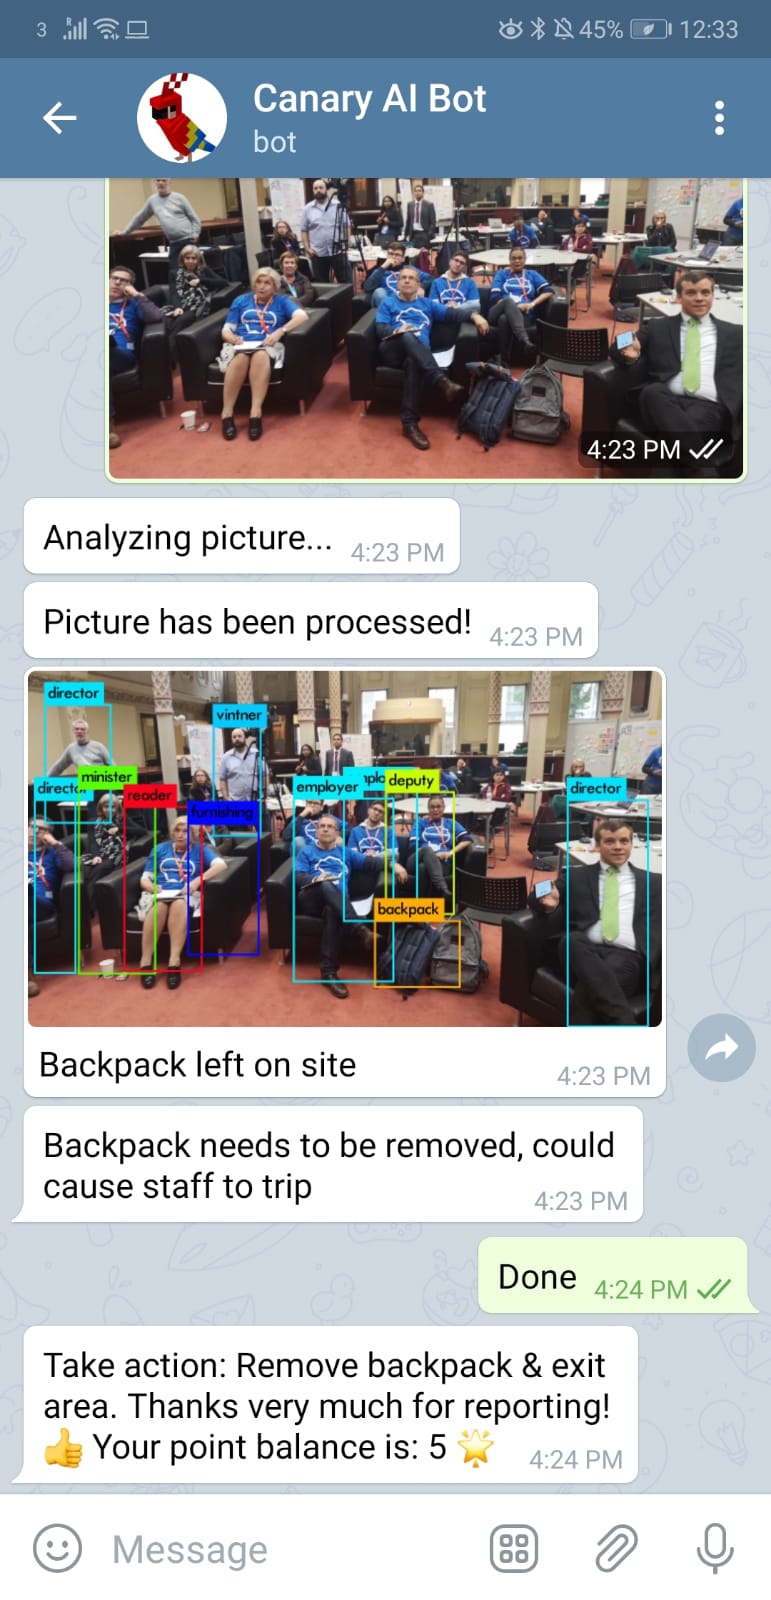 3 45% 12:33
Canary AI Bot
bot
4:23 PM
Analyzing picture... 4:23 PM
Picture has been processed! 4:23 PM
director
vintner
minister
reader
furnishing
employer
deputy
director
backpack
Backpack left on site 4:23 PM
Backpack needs to be removed, could
cause staff to trip 4:23 PM
Done 4:24 PM
Take action: Remove backpack & exit
area. Thanks very much for reporting!
👍 Your point balance is: 5 🌟 4:24 PM
Message